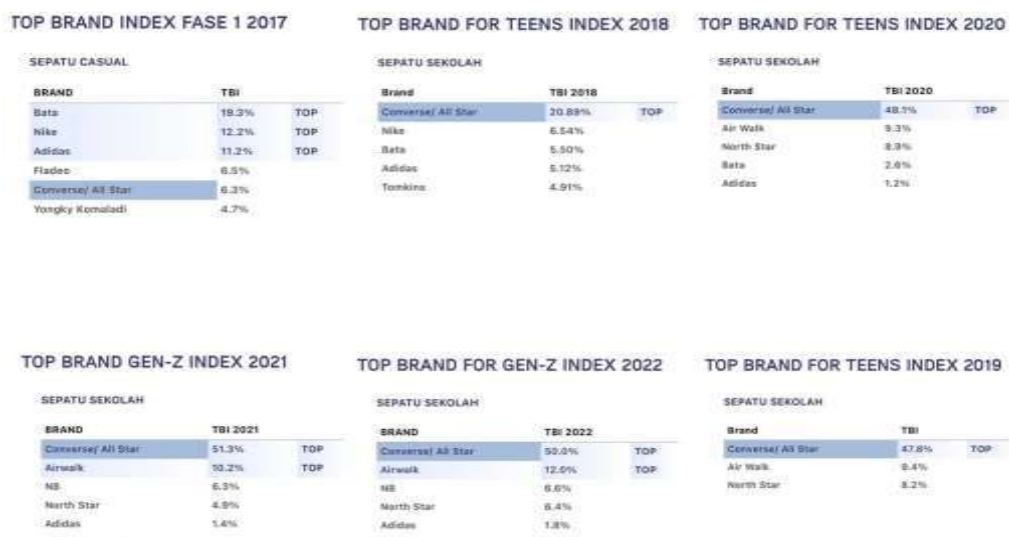 TOP BRAND INDEX FASE 1 2017
SEPATU CASUAL
BRAND TBI
Bata 19.3% TOP
Nike 12.2% TOP
Adidas 11.2% TOP
Fladeo 6.5%
Converse/ All Star 6.3%
Yongky Komaladi 4.7%
TOP BRAND FOR TEENS INDEX 2018
SEPATU SEKOLAH
Brand TBI 2018
Converse/ All Star 20.89% TOP
Nike 6.54%
Bata 5.50%
Adidas 5.12%
Tomkins 4.91%
TOP BRAND FOR TEENS INDEX 2020
SEPATU SEKOLAH
Brand TBI 2020
Converse/ All Star 48.1% TOP
Air Walk 9.3%
North Star 8.9%
Bata 2.6%
Adidas 1.2%
TOP BRAND GEN-Z INDEX 2021
SEPATU SEKOLAH
BRAND TBI 2021
Converse/ All Star 51.3% TOP
Airwalk 10.2% TOP
NB 6.3%
North Star 4.9%
Adidas 1.4%
TOP BRAND FOR GEN-Z INDEX 2022
SEPATU SEKOLAH
BRAND TBI 2022
Converse/ All Star 50.0% TOP
Airwalk 12.0% TOP
NB 6.6%
North Star 6.4%
Adidas 1.8%
TOP BRAND FOR TEENS INDEX 2019
SEPATU SEKOLAH
Brand TBI
Converse/ All Star 47.8% TOP
Air Walk 9.4%
North Star 8.2%